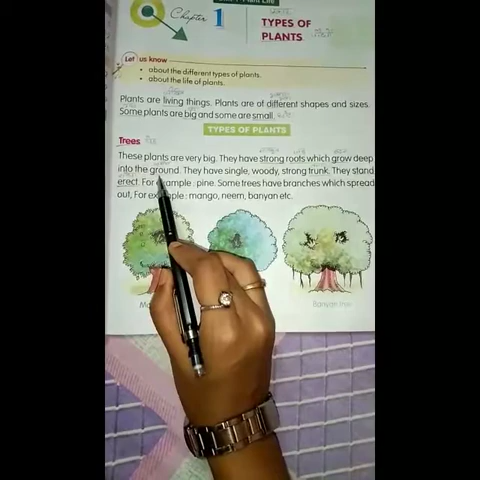 Plant Life
Chapter 1
TYPES OF
PLANTS
Let us know
• about the different types of plants.
• about the life of plants.
Plants are living things. Plants are of different shapes and sizes.
Some plants are big and some are small.
TYPES OF PLANTS
Trees
These plants are very big. They have strong roots which grow deep
into the ground. They have single, woody, strong trunk. They stand
erect. For example : pine. Some trees have branches which spread
out, For example : mango, neem, banyan etc.
Banyan tree